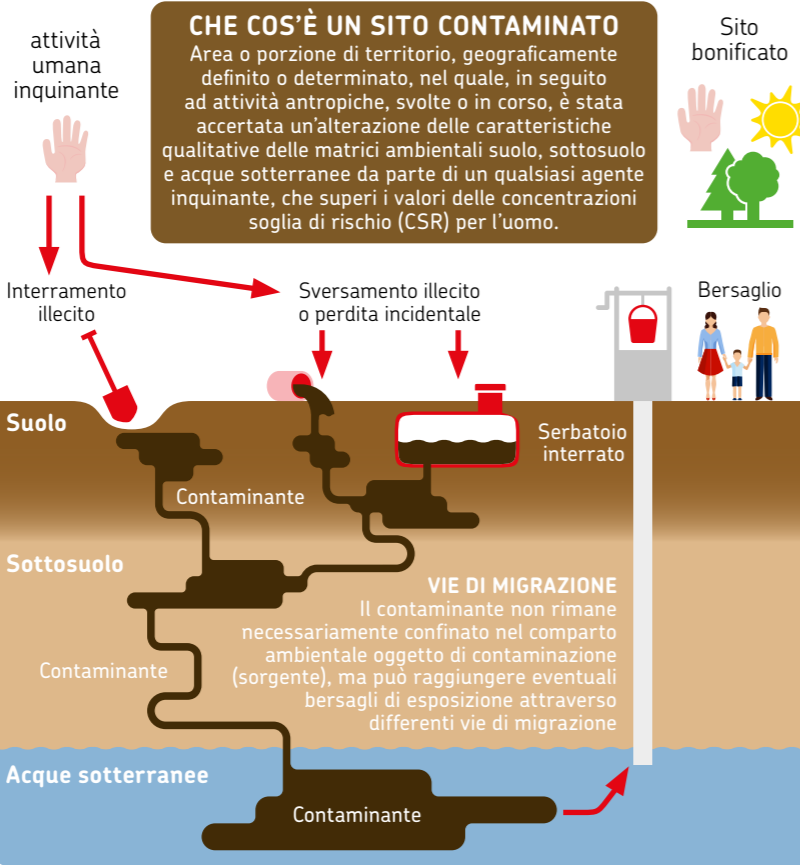 attività
umana
inquinante
CHE COS'È UN SITO CONTAMINATO
Area o porzione di territorio, geograficamente
definito o determinato, nel quale, in seguito
ad attività antropiche, svolte o in corso, è stata
accertata un'alterazione delle caratteristiche
qualitative delle matrici ambientali suolo, sottosuolo
e acque sotterranee da parte di un qualsiasi agente
inquinante, che superi i valori delle concentrazioni
soglia di rischio (CSR) per l'uomo.
Sito
bonificato
Interramento
illecito
Sversamento illecito
o perdita incidentale
Bersaglio
Suolo
Serbatoio
interrato
Contaminante
Sottosuolo
VIE DI MIGRAZIONE
Il contaminante non rimane
necessariamente confinato nel comparto
ambientale oggetto di contaminazione
(sorgente), ma può raggiungere eventuali
bersagli di esposizione attraverso
differenti vie di migrazione
Contaminante
Acque sotterranee
Contaminante